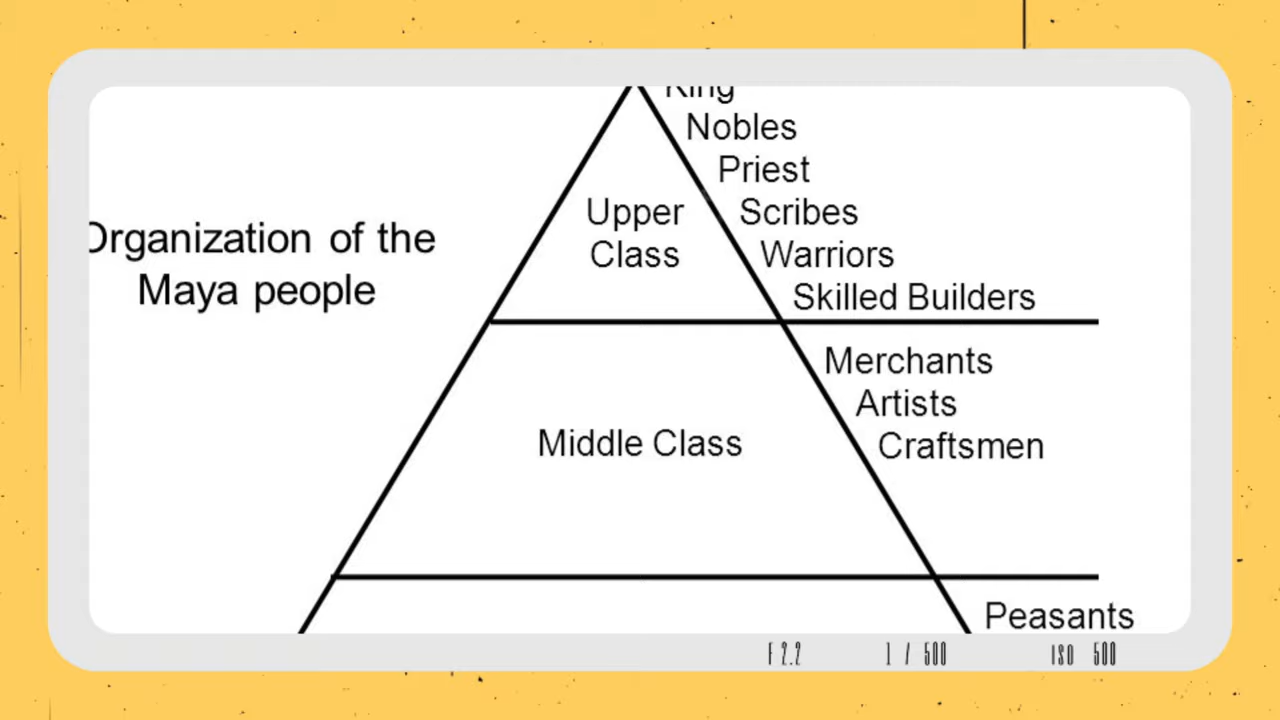 King
Nobles
Priest
Upper Scribes
Class Warriors
Organization of the
Maya people
Skilled Builders
Merchants
Artists
Middle Class Craftsmen
Peasants
F 2.2 1 / 500 ISO 500